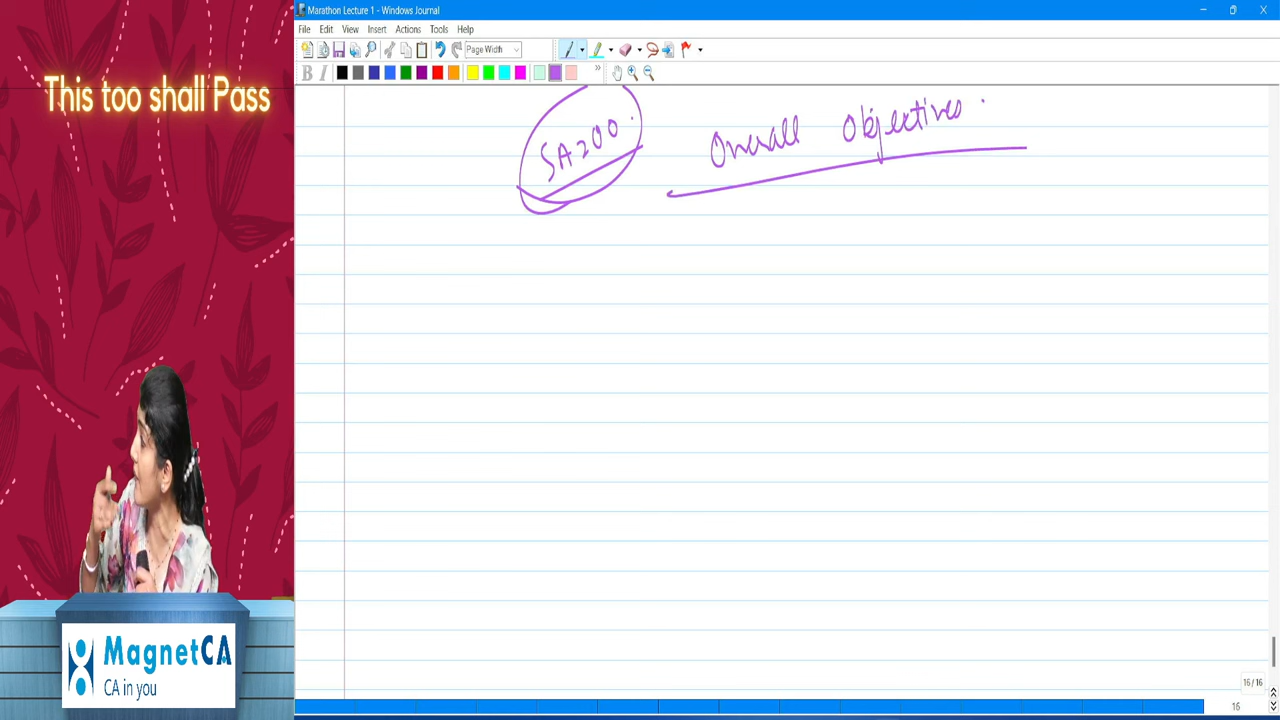 Marathon Lecture 1 - Windows Journal
File Edit View Insert Actions Tools Help
Page Width
B I
This too shall Pass
SA200. Overall Objectives.
MagnetCA
CA in you
16 / 16
16